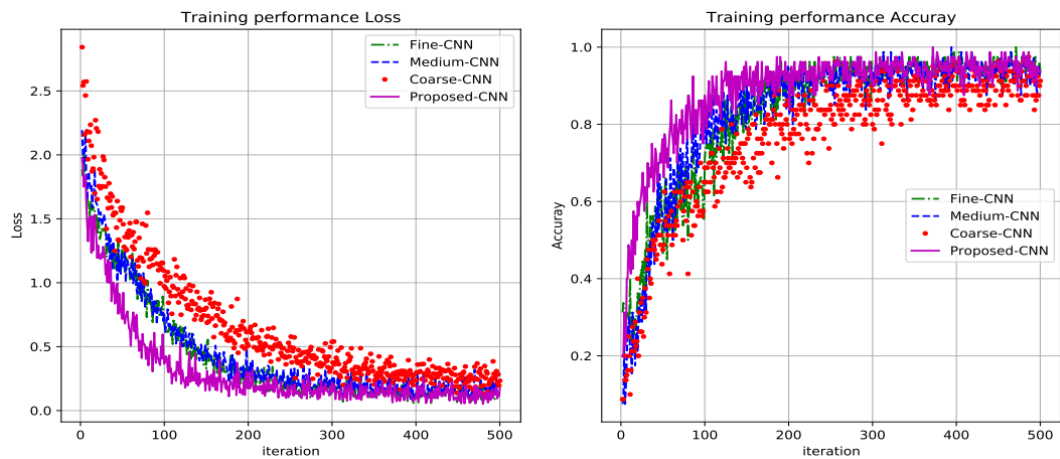 Training performance Loss
Fine-CNN
Medium-CNN
Coarse-CNN
Proposed-CNN
2.5
2.0
1.5
1.0
0.5
0.0
Loss
0 100 200 300 400 500
iteration
Training performance Accuray
1.0
0.8
0.6
0.4
0.2
Accuray
Fine-CNN
Medium-CNN
Coarse-CNN
Proposed-CNN
0 100 200 300 400 500
iteration